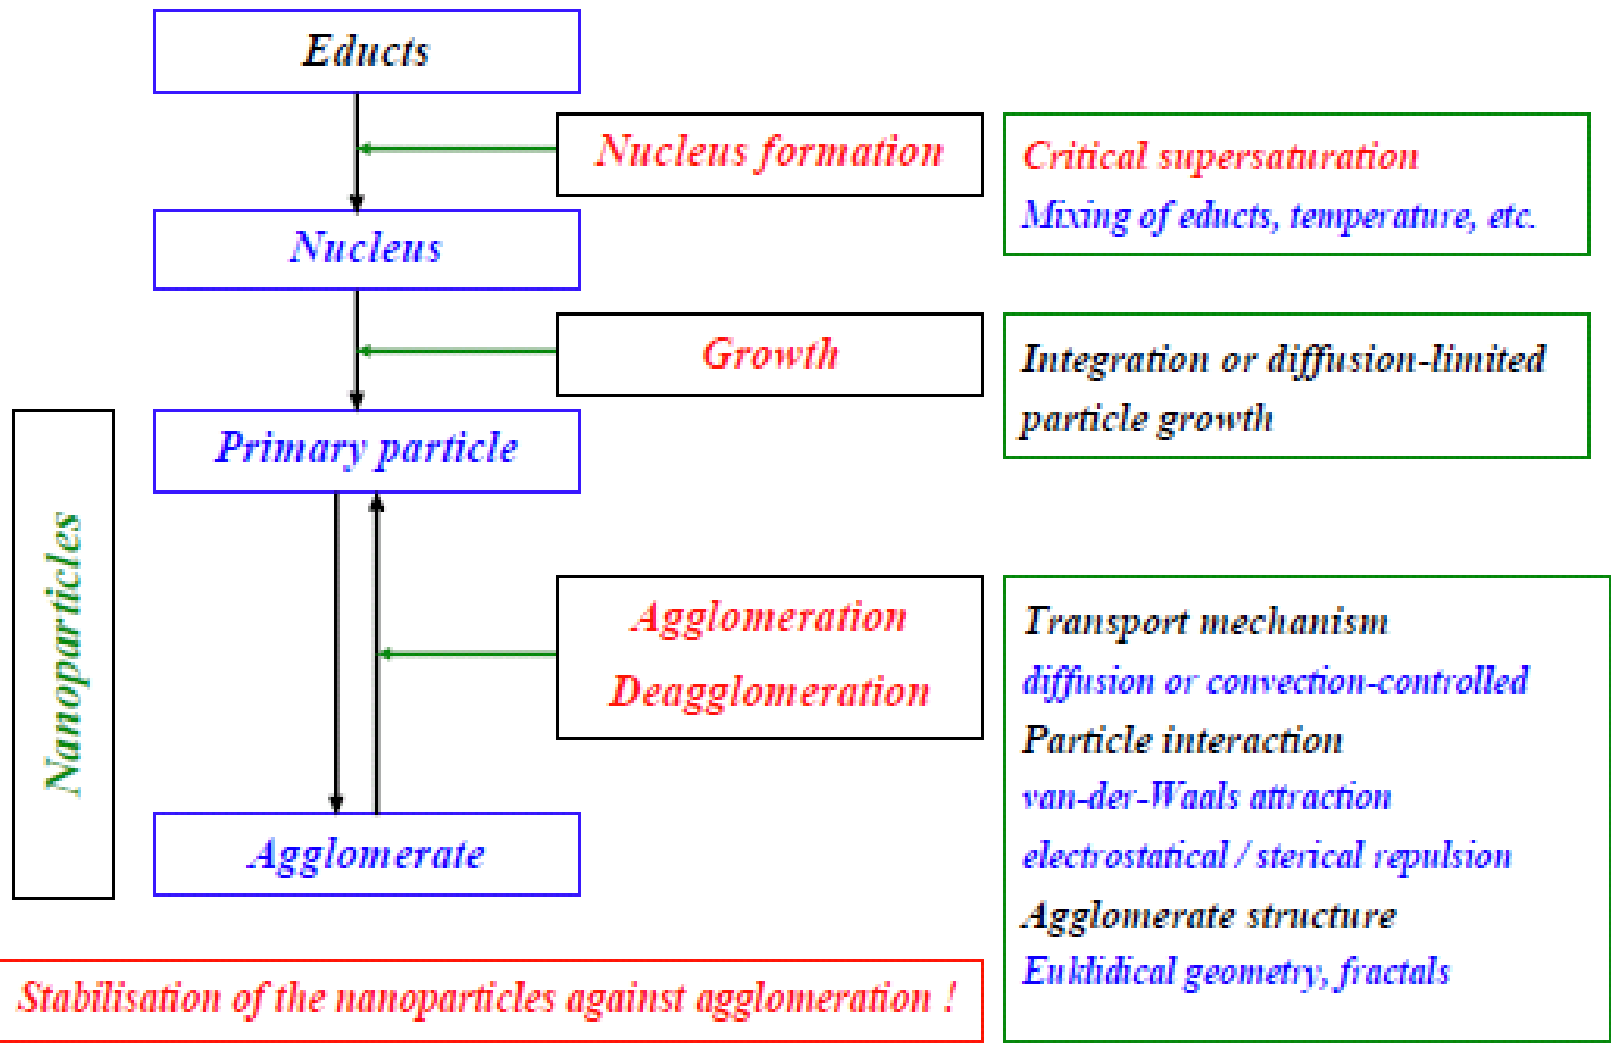 Educts
Nucleus formation
Critical supersaturation
Mixing of educts, temperature, etc.
Nucleus
Growth
Integration or diffusion-limited
particle growth
Primary particle
Nanoparticles
Agglomeration
Deagglomeration
Transport mechanism
diffusion or convection-controlled
Particle interaction
van-der-Waals attraction
electrostatical / sterical repulsion
Agglomerate structure
Euklidical geometry, fractals
Agglomerate
Stabilisation of the nanoparticles against agglomeration !